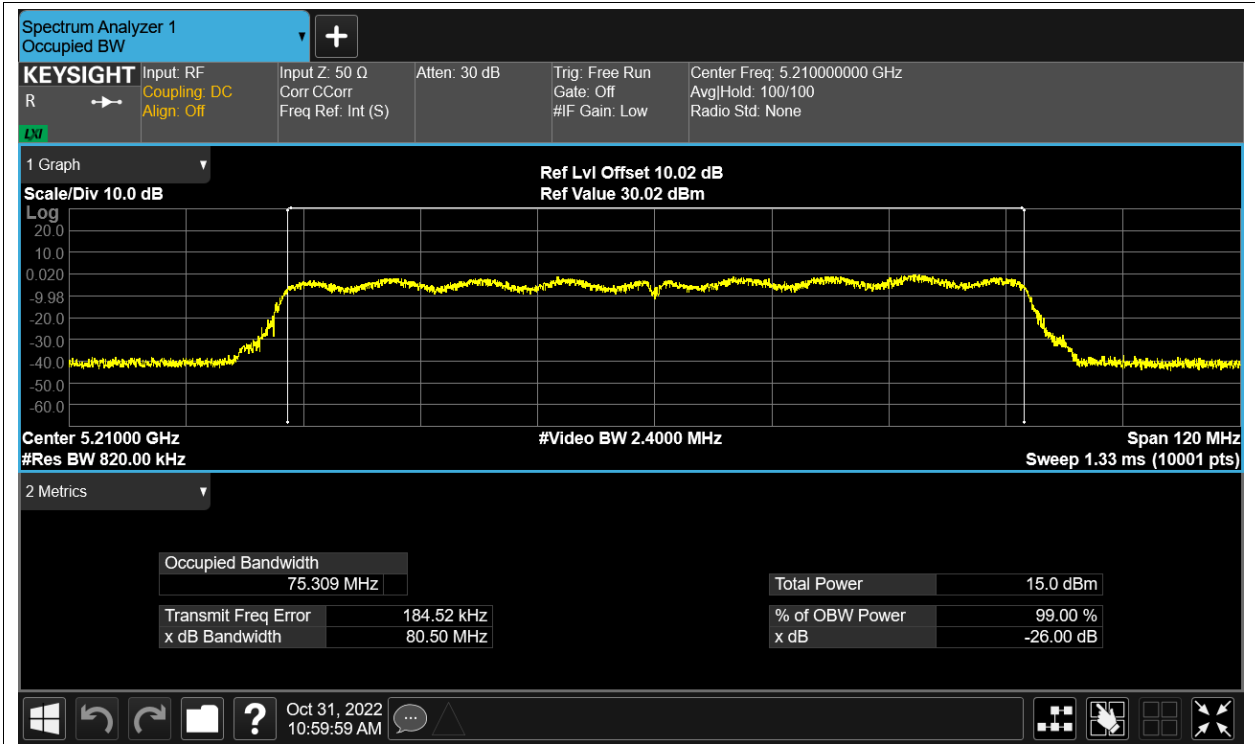 Spectrum Analyzer 1
Occupied BW
KEYSIGHT
R
LXI
Input: RF
Coupling: DC
Align: Off
Input Z: 50 Ω
Corr CCorr
Freq Ref: Int (S)
Atten: 30 dB
Trig: Free Run
Gate: Off
#IF Gain: Low
Center Freq: 5.210000000 GHz
Avg|Hold: 100/100
Radio Std: None
1 Graph
Scale/Div 10.0 dB
Ref Lvl Offset 10.02 dB
Ref Value 30.02 dBm
Log
20.0
10.0
0.020
-9.98
-20.0
-30.0
-40.0
-50.0
-60.0
Center 5.21000 GHz
#Video BW 2.4000 MHz
Span 120 MHz
#Res BW 820.00 kHz
Sweep 1.33 ms (10001 pts)
2 Metrics
Occupied Bandwidth
75.309 MHz
Transmit Freq Error 184.52 kHz
x dB Bandwidth 80.50 MHz
Total Power 15.0 dBm
% of OBW Power 99.00 %
x dB -26.00 dB
?
Oct 31, 2022
10:59:59 AM